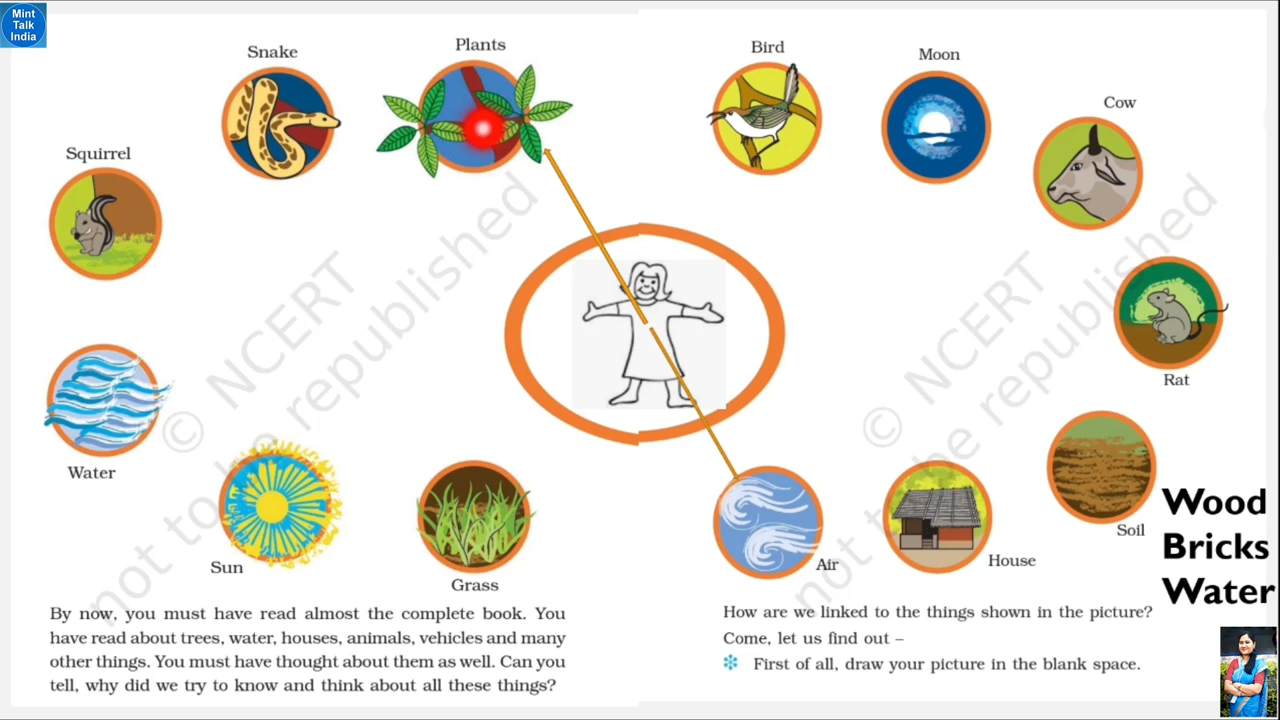 Mint
Talk
India
Snake
Plants
Bird
Moon
Cow
Squirrel
Rat
Water
Sun
Grass
Air
House
Soil
Wood
Bricks
Water
© NCERT
not to be republished
© NCERT
not to be republished
By now, you must have read almost the complete book. You
have read about trees, water, houses, animals, vehicles and many
other things. You must have thought about them as well. Can you
tell, why did we try to know and think about all these things?
How are we linked to the things shown in the picture?
Come, let us find out –
First of all, draw your picture in the blank space.